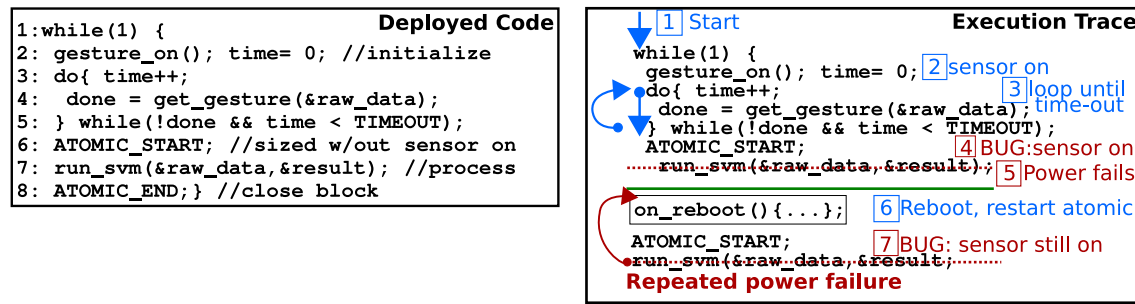 Deployed Code
1:while(1) {
2: gesture_on(); time= 0; //initialize
3: do{ time++;
4: done = get_gesture(&raw_data);
5: } while(!done && time < TIMEOUT);
6: ATOMIC_START; //sized w/out sensor on
7: run_svm(&raw_data,&result); //process
8: ATOMIC_END;} //close block
1 Start
Execution Trace
while(1) {
gesture_on(); time= 0; 2 sensor on
do{ time++; 3 loop until
done = get_gesture(&raw_data); time-out
} while(!done && time < TIMEOUT);
ATOMIC_START; 4 BUG:sensor on
run_svm(&raw_data,&result); 5 Power fails
on_reboot(){...}; 6 Reboot, restart atomic
ATOMIC_START; 7 BUG: sensor still on
run_svm(&raw_data,&result;
Repeated power failure